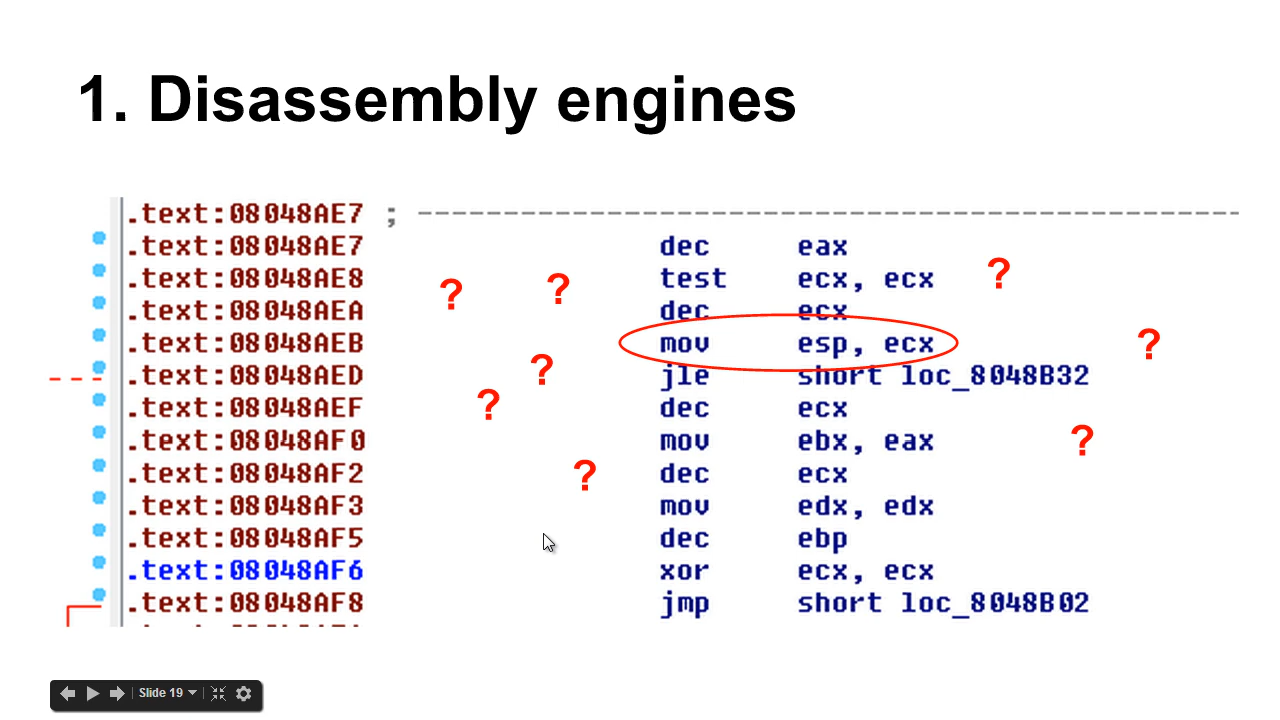 1. Disassembly engines
.text:08048AE7 ; ------------------------------------------------
.text:08048AE7 dec eax
.text:08048AE8 ? ? test ecx, ecx ?
.text:08048AEA dec ecx
.text:08048AEB mov esp, ecx ?
.text:08048AED ? jle short loc_8048B32
.text:08048AEF ? dec ecx
.text:08048AF0 mov ebx, eax ?
.text:08048AF2 ? dec ecx
.text:08048AF3 mov edx, edx
.text:08048AF5 dec ebp
.text:08048AF6 xor ecx, ecx
.text:08048AF8 jmp short loc_8048B02
Slide 19